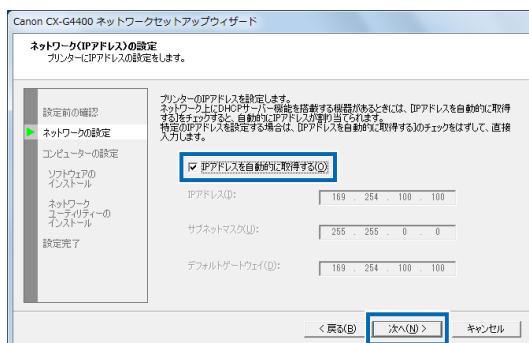 Canon CX-G4400 ネットワークセットアップウィザード
ネットワーク(IPアドレス)の設定
プリンターにIPアドレスの設定をします。
設定前の確認
ネットワークの設定
コンピューターの設定
ソフトウェアの
インストール
ネットワーク
ユーティリティーの
インストール
設定完了
プリンターのIPアドレスを設定します。
ネットワーク上にDHCPサーバー機能を搭載する機器があるときには、[IPアドレスを自動的に取得
する]をチェックすると、自動的にIPアドレスが割り当てられます。
特定のIPアドレスを設定する場合は、[IPアドレスを自動的に取得する]のチェックをはずして、直接
入力します。
IPアドレスを自動的に取得する(O)
IPアドレス(I): 169 . 254 . 100 . 100
サブネットマスク(U): 255 . 255 . 0 . 0
デフォルトゲートウェイ(D): 169 . 254 . 100 . 100
< 戻る(B) 次へ(N) > キャンセル